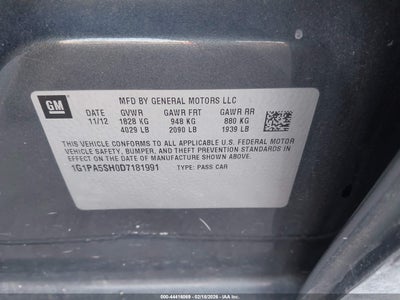 GM
MFD BY GENERAL MOTORS LLC
DATE GVWR GAWR FRT GAWR RR
11/12 1828 KG 948 KG 880 KG
4029 LB 2090 LB 1939 LB
THIS VEHICLE CONFORMS TO ALL APPLICABLE U.S. FEDERAL MOTOR
VEHICLE SAFETY, BUMPER, AND THEFT PREVENTION STANDARDS IN
EFFECT ON THE DATE OF MANUFACTURE SHOWN ABOVE.
1G1PA5SH0D7181991 TYPE: PASS CAR
000-44416069 - 02/18/2026 - IAA Inc.